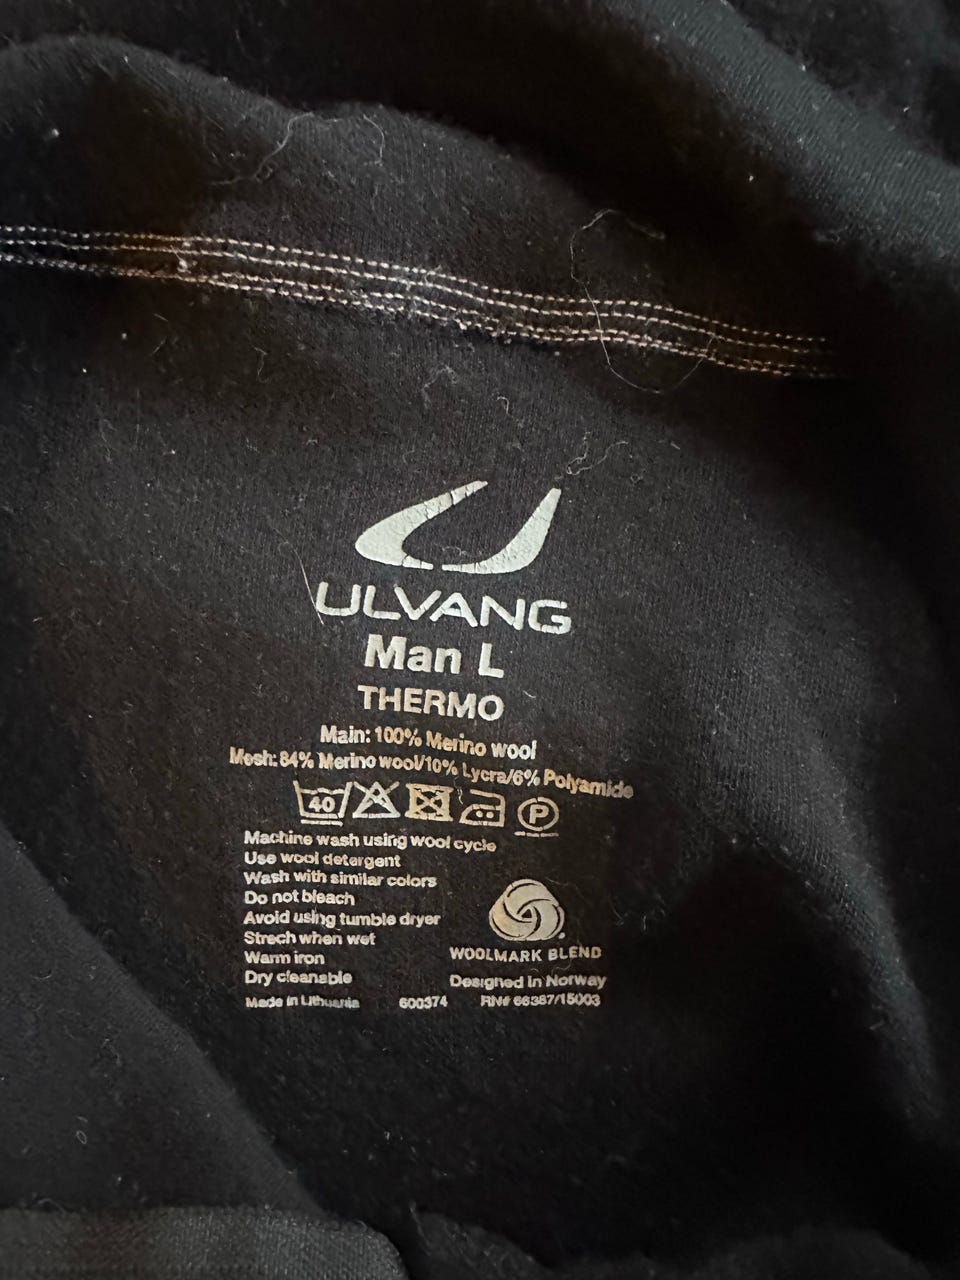 ULVANG
Man L
THERMO
Main: 100% Merino wool
Mesh: 84% Merino wool/10% Lycra/6% Polyamide
40 P
Machine wash using wool cycle
Use wool detergent
Wash with similar colors
Do not bleach
Avoid using tumble dryer
Strech when wet
Warm iron
Dry cleanable
WOOLMARK BLEND
Designed in Norway
Made in Lithuania 600374 RN# 66387/15003